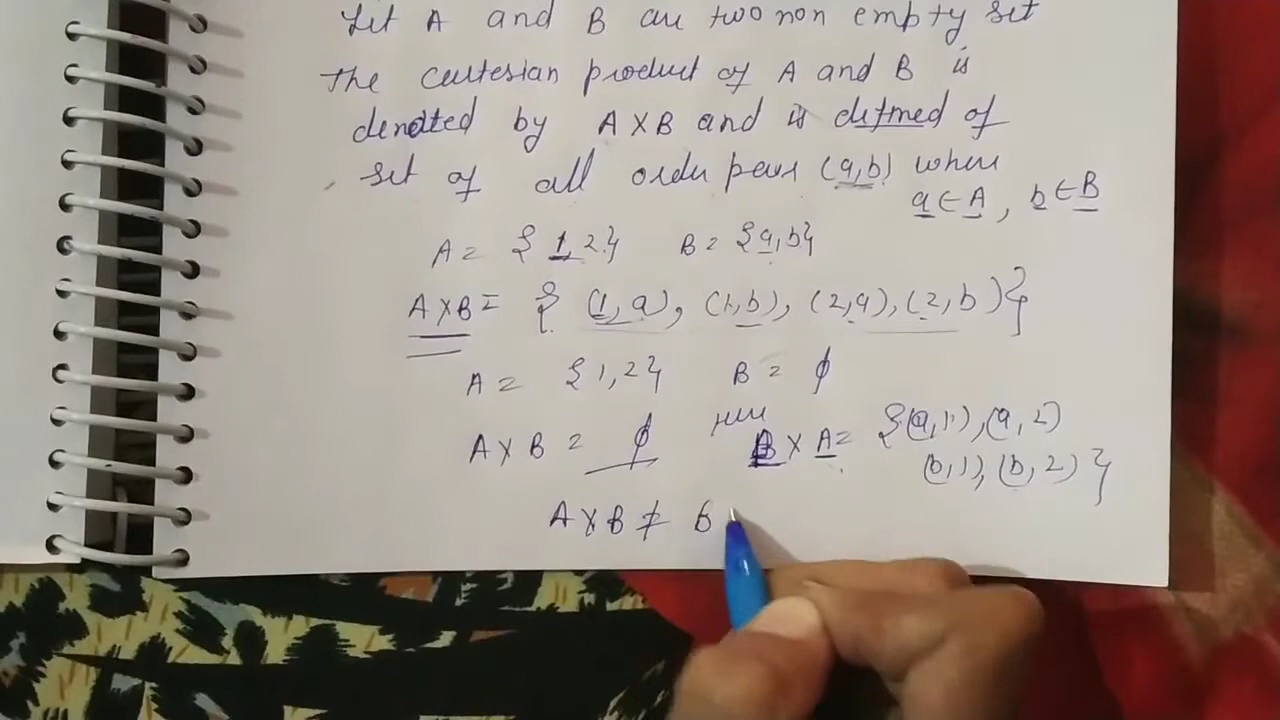 Let A and B are two non empty set
The cartesian product of A and B is
denoted by A X B and is defined of
set of all order pair (a,b) where
a ∈ A , b ∈ B
A = {1, 2} B = {a, b}
A X B = { (1, a), (1, b), (2, a), (2, b) }
A = {1, 2} B = ϕ
A X B = ϕ
B X A = {(a, 1), (a, 2)
(b, 1), (b, 2) }
A X B ≠ B